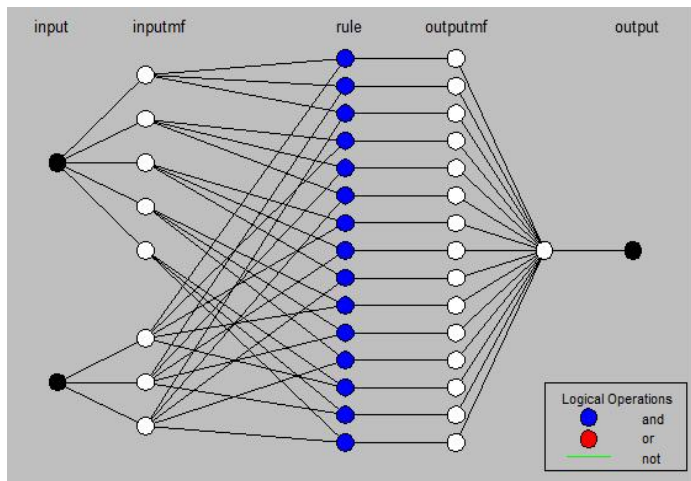 input inputmf rule outputmf output
Logical Operations
and
or
not